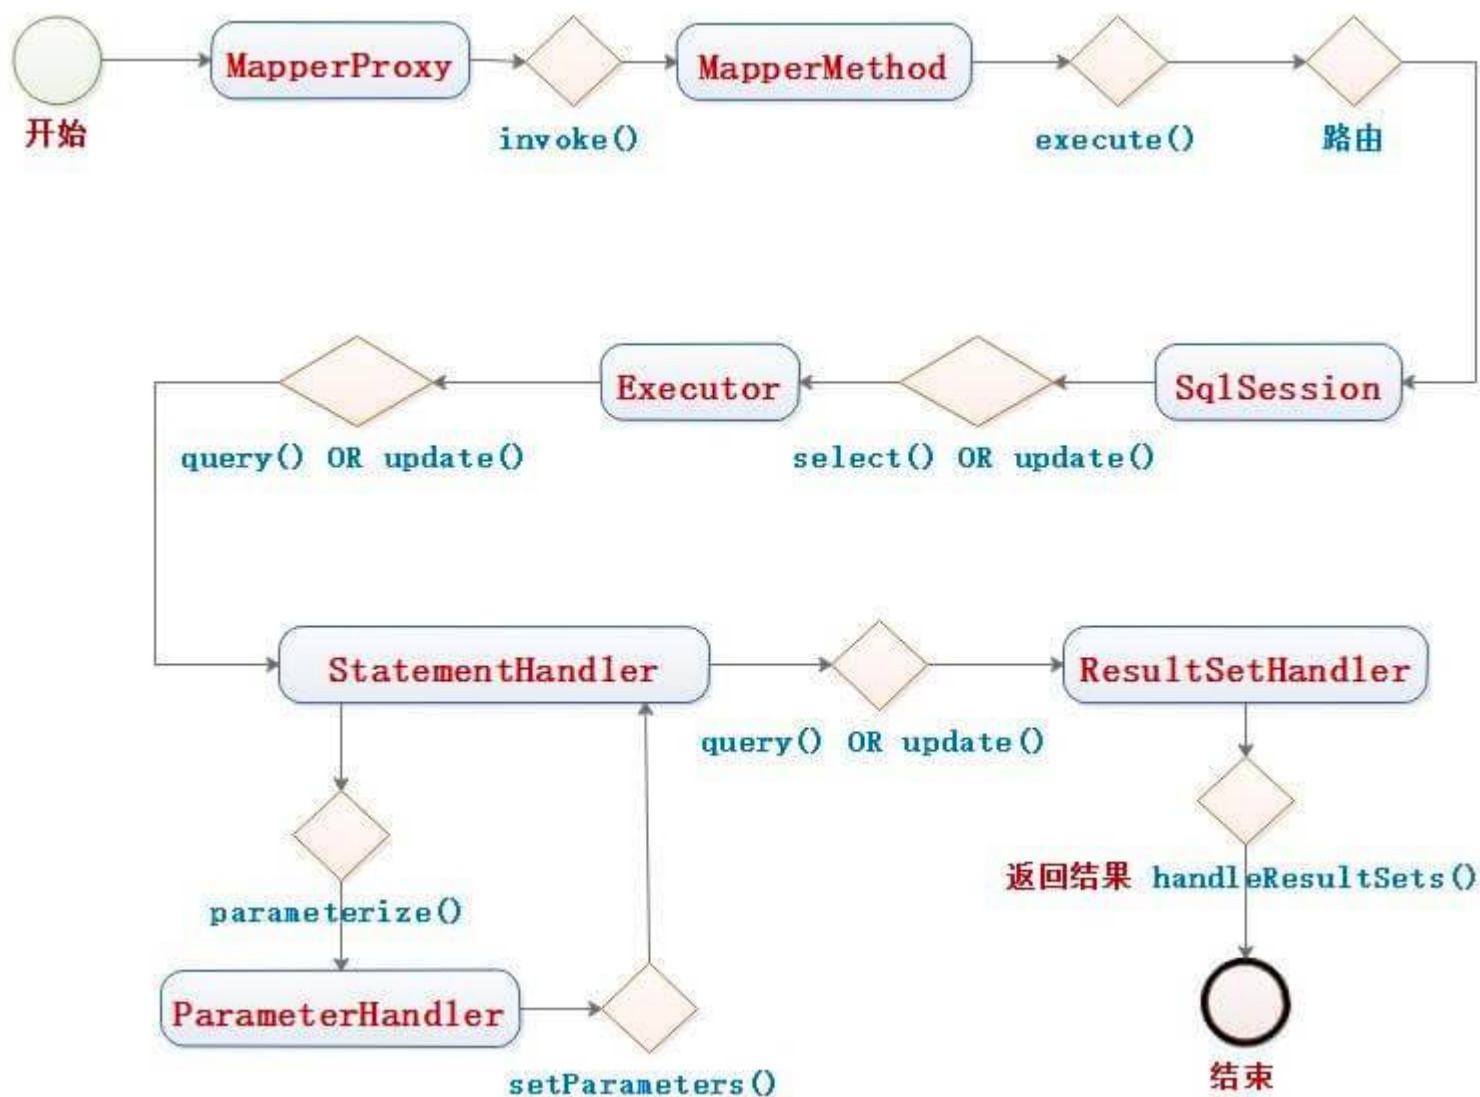 MapperProxy
MapperMethod
开始
invoke()
execute()
路由
Executor
SqlSession
query() OR update()
select() OR update()
StatementHandler
ResultSetHandler
query() OR update()
返回结果 handleResultSets()
parameterize()
ParameterHandler
setParameters()
结束